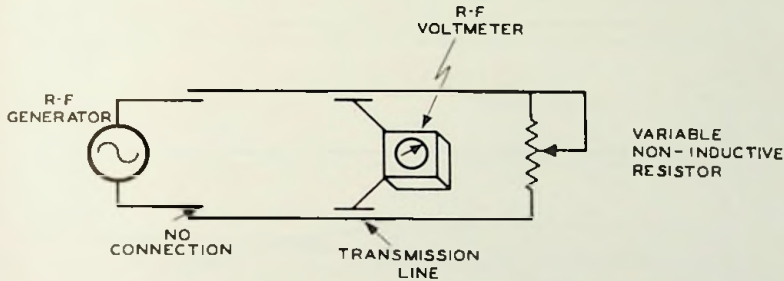 R-F
VOLTMETER
R-F
GENERATOR
VARIABLE
NON-INDUCTIVE
RESISTOR
NO
CONNECTION
TRANSMISSION
LINE